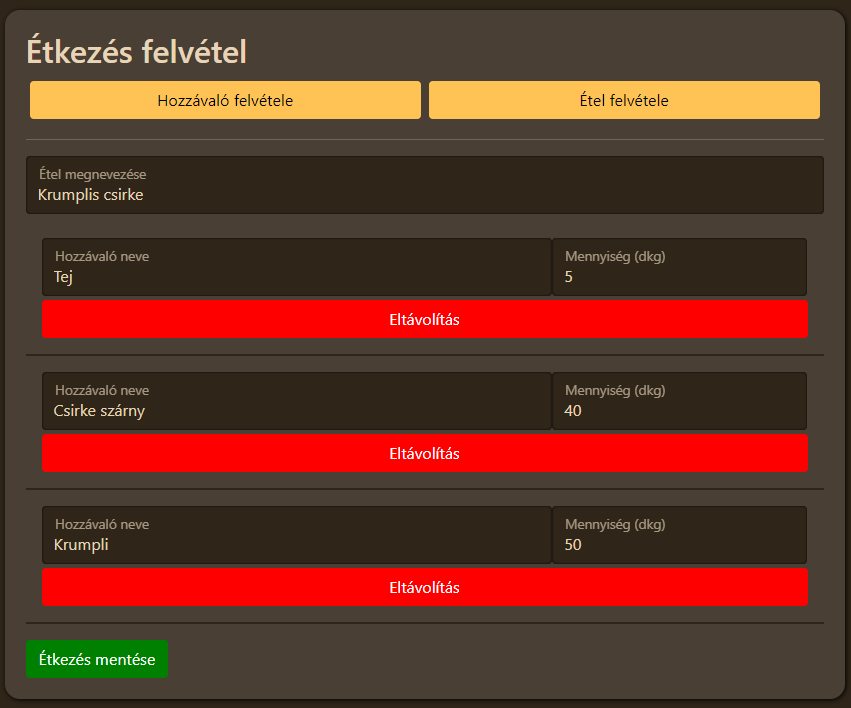 Étkezés felvétel
Hozzávaló felvétele Étel felvétele
Étel megnevezése
Krumplis csirke
Hozzávaló neve Mennyiség (dkg)
Tej 5
Eltávolítás
Hozzávaló neve Mennyiség (dkg)
Csirke szárny 40
Eltávolítás
Hozzávaló neve Mennyiség (dkg)
Krumpli 50
Eltávolítás
Étkezés mentése